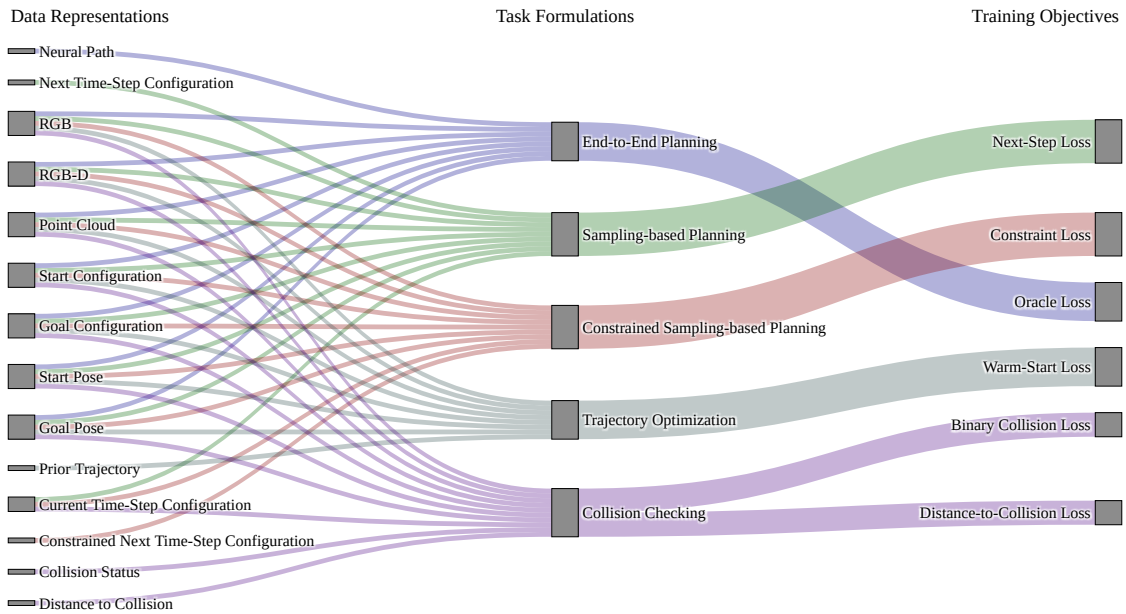 Data Representations
Task Formulations
Training Objectives
Neural Path
Next Time-Step Configuration
RGB
RGB-D
Point Cloud
Start Configuration
Goal Configuration
Start Pose
Goal Pose
Prior Trajectory
Current Time-Step Configuration
Constrained Next Time-Step Configuration
Collision Status
Distance to Collision
End-to-End Planning
Sampling-based Planning
Constrained Sampling-based Planning
Trajectory Optimization
Collision Checking
Next-Step Loss
Constraint Loss
Oracle Loss
Warm-Start Loss
Binary Collision Loss
Distance-to-Collision Loss